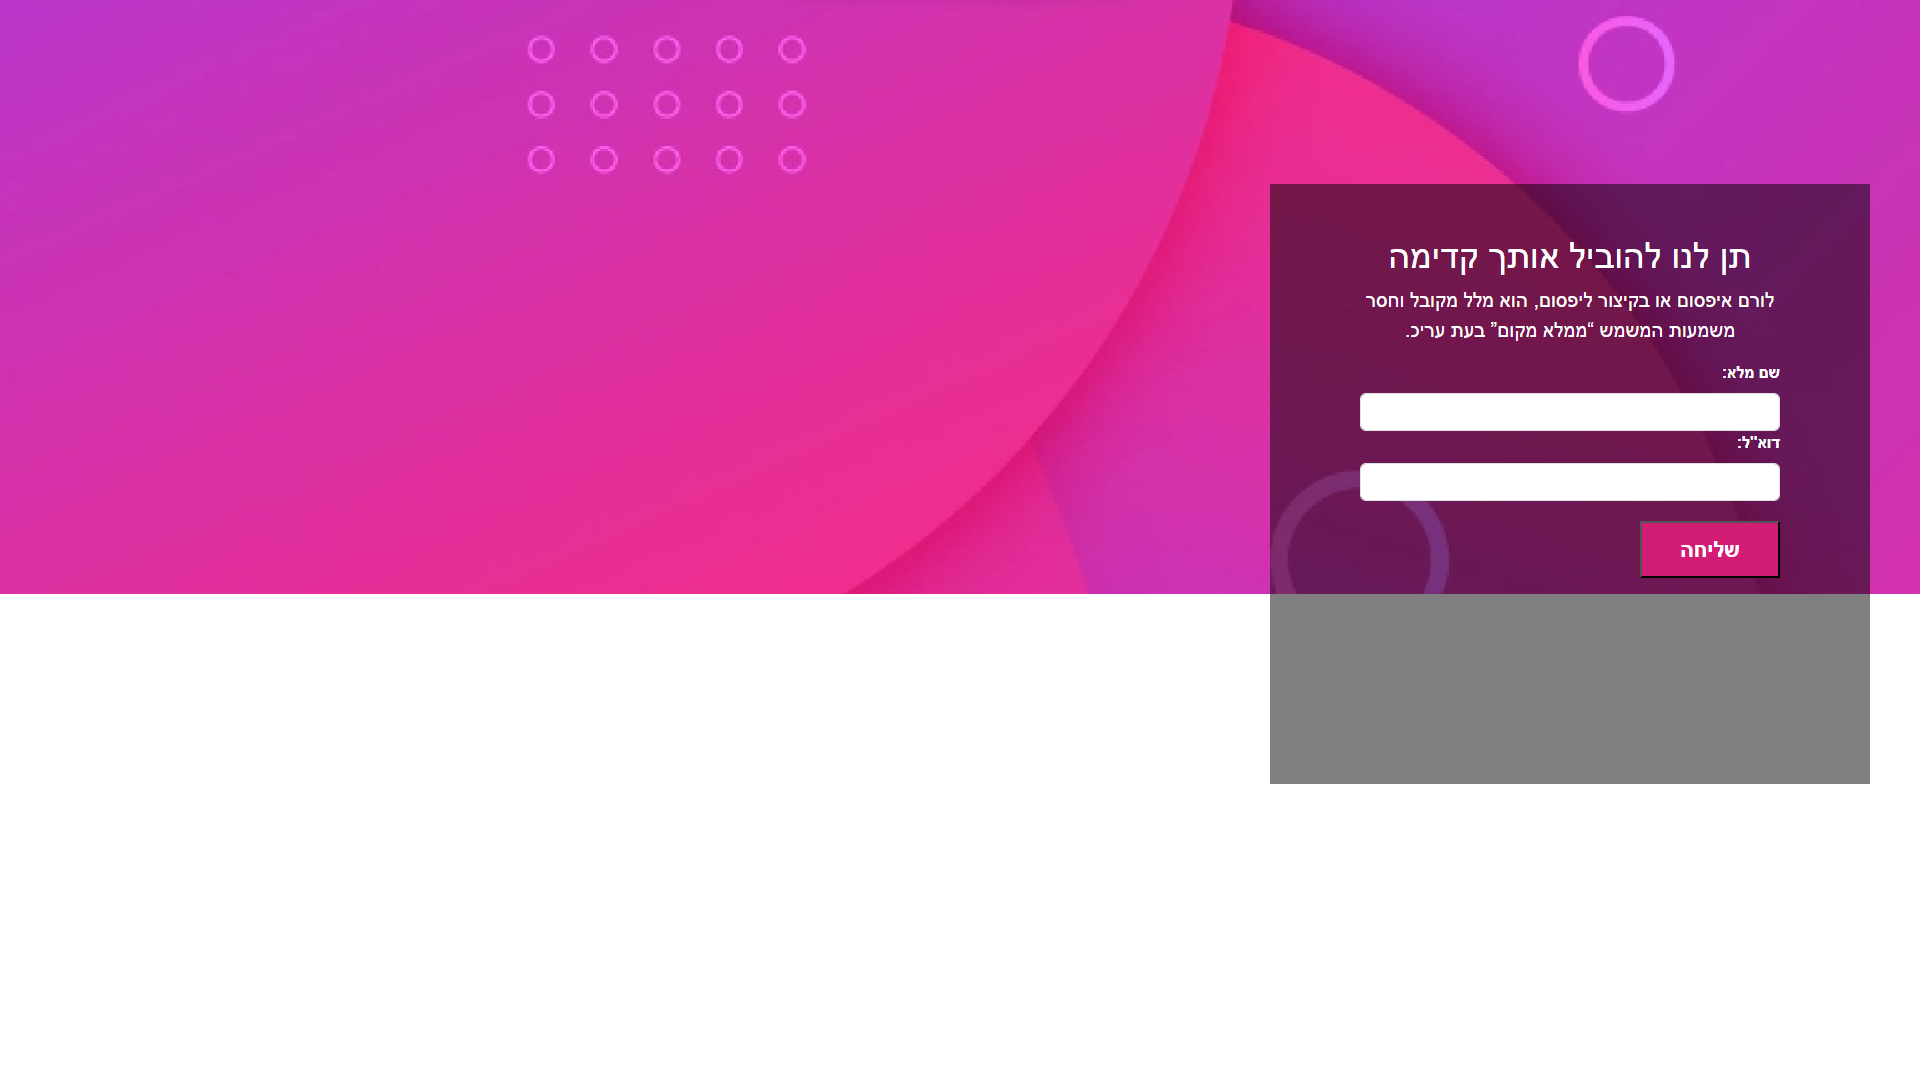 תן לנו להוביל אותך קדימה
לורם איפסום או בקיצור ליפסום, הוא מלל מקובל וחסר
משמעות המשמש “ממלא מקום” בעת עריכ.
שם מלא:
דוא"ל:
שליחה